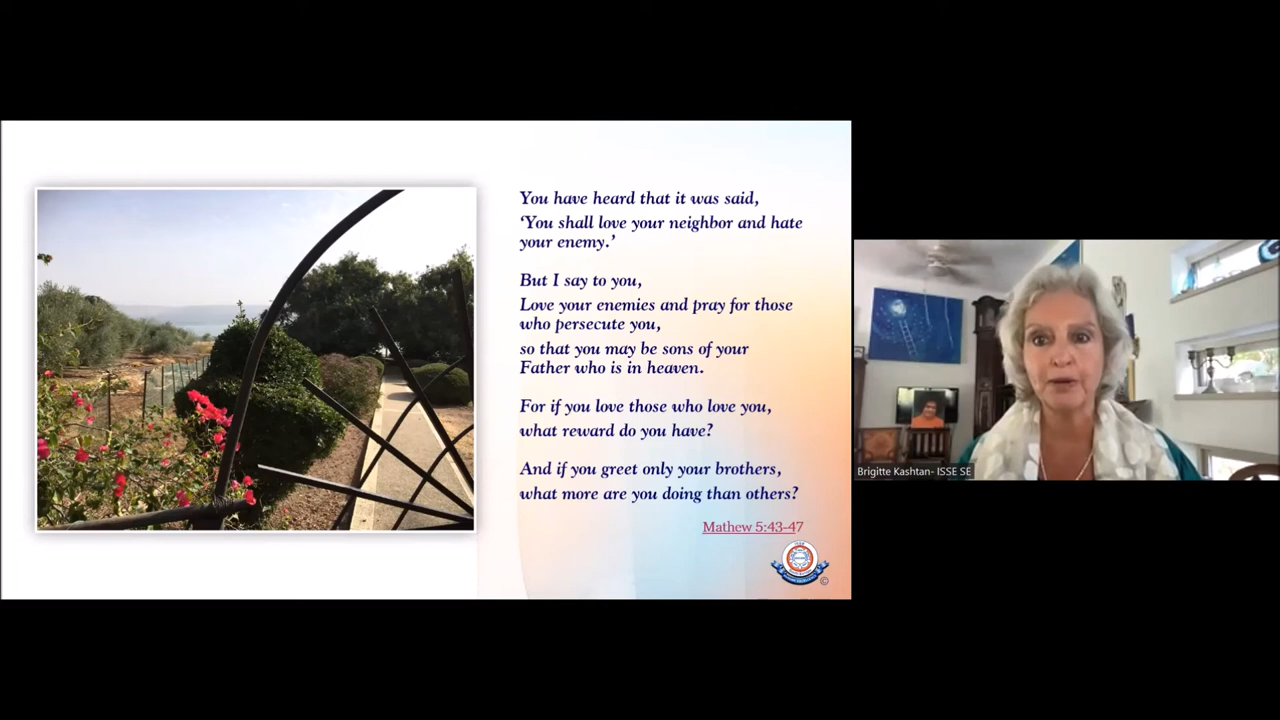 You have heard that it was said,
‘You shall love your neighbor and hate
your enemy.’
But I say to you,
Love your enemies and pray for those
who persecute you,
so that you may be sons of your
Father who is in heaven.
For if you love those who love you,
what reward do you have?
And if you greet only your brothers,
what more are you doing than others?
Mathew 5:43-47
©
Brigitte Kashtan- ISSE SE